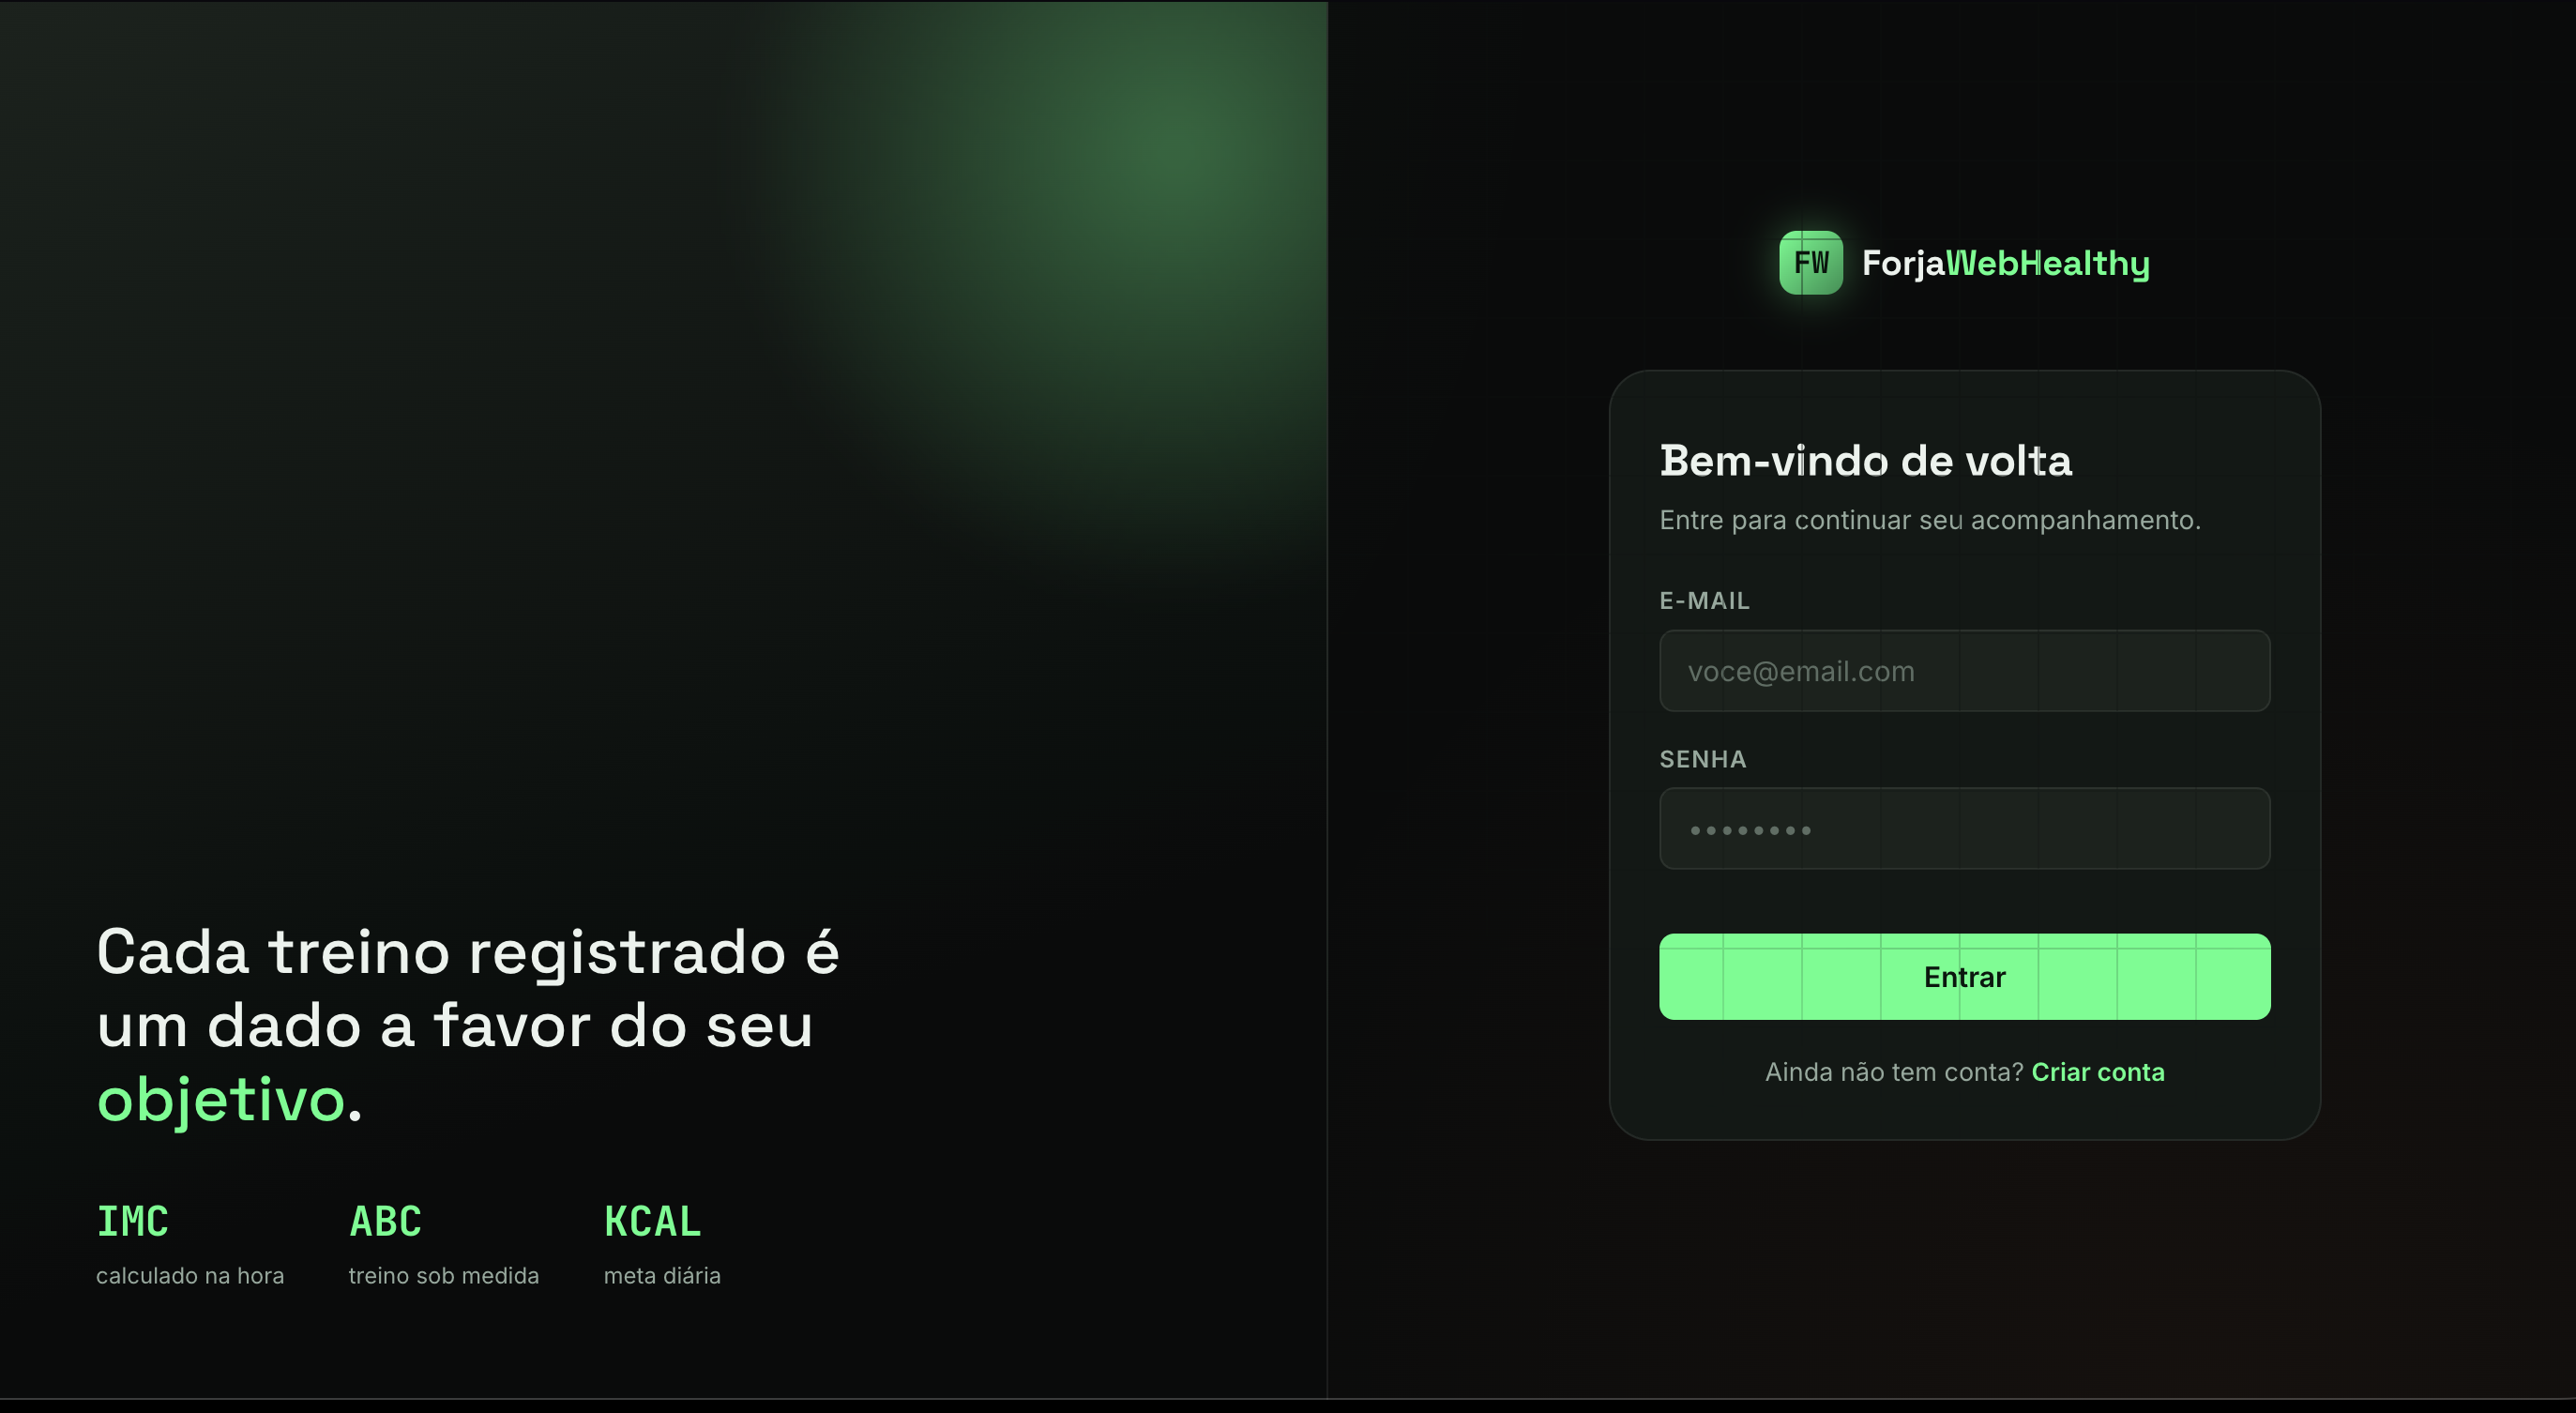 Cada treino registrado é
um dado a favor do seu
objetivo.
IMC
calculado na hora
ABC
treino sob medida
KCAL
meta diária
FW
ForjaWebHealthy
Bem-vindo de volta
Entre para continuar seu acompanhamento.
E-MAIL
voce@email.com
SENHA
••••••••
Entrar
Ainda não tem conta? Criar conta